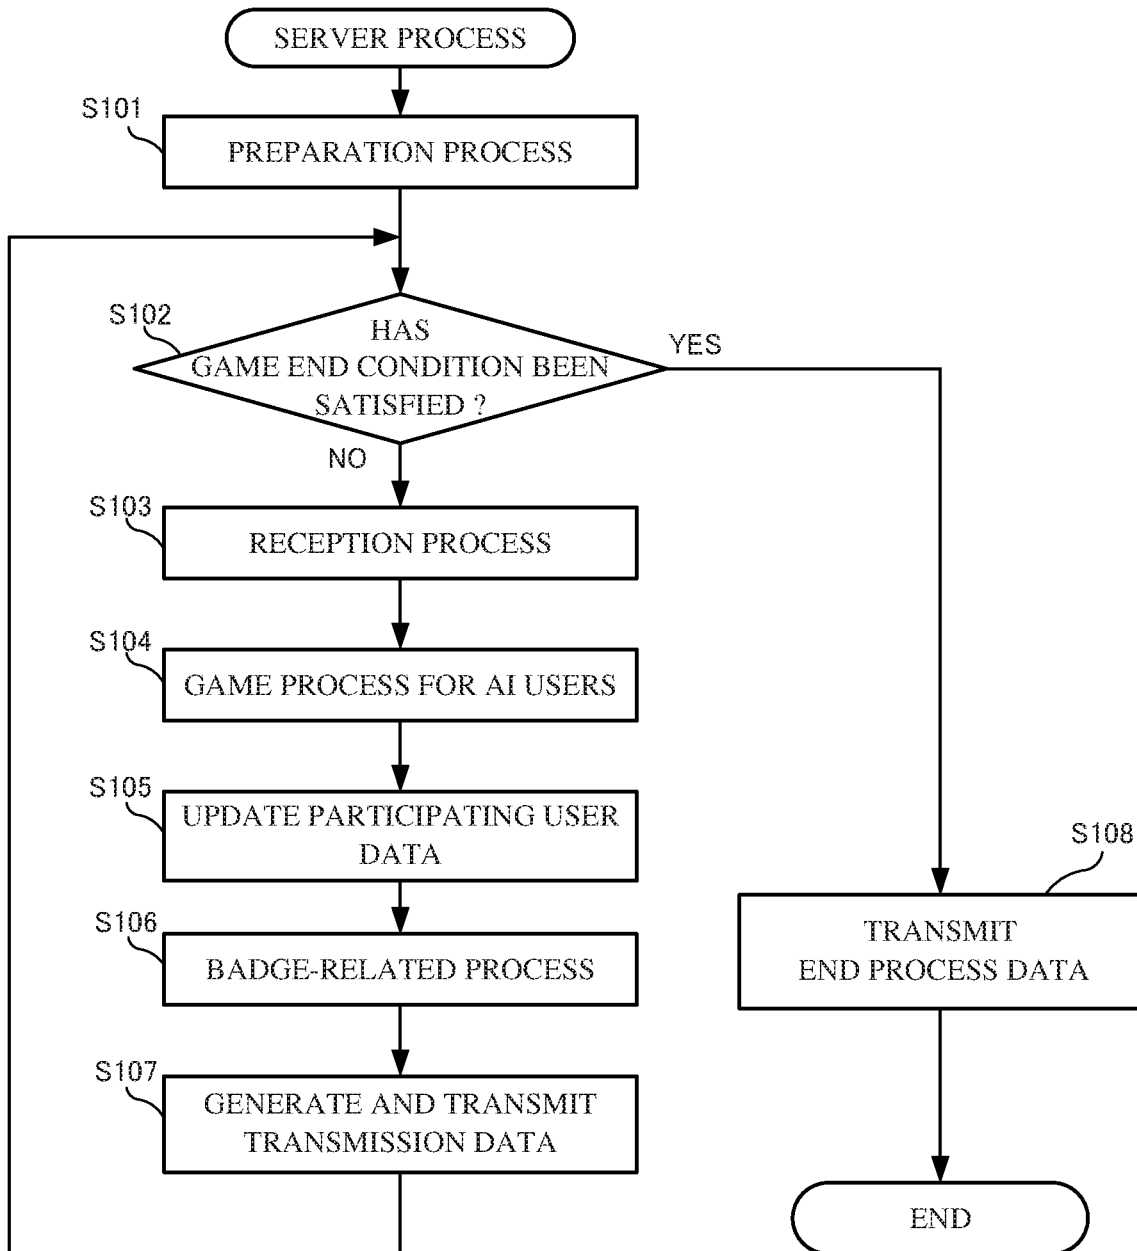 SERVER PROCESS
S101
PREPARATION PROCESS
S102
HAS
GAME END CONDITION BEEN
SATISFIED ?
YES
NO
S103
RECEPTION PROCESS
S104
GAME PROCESS FOR AI USERS
S105
UPDATE PARTICIPATING USER
DATA
S106
BADGE-RELATED PROCESS
S107
GENERATE AND TRANSMIT
TRANSMISSION DATA
S108
TRANSMIT
END PROCESS DATA
END